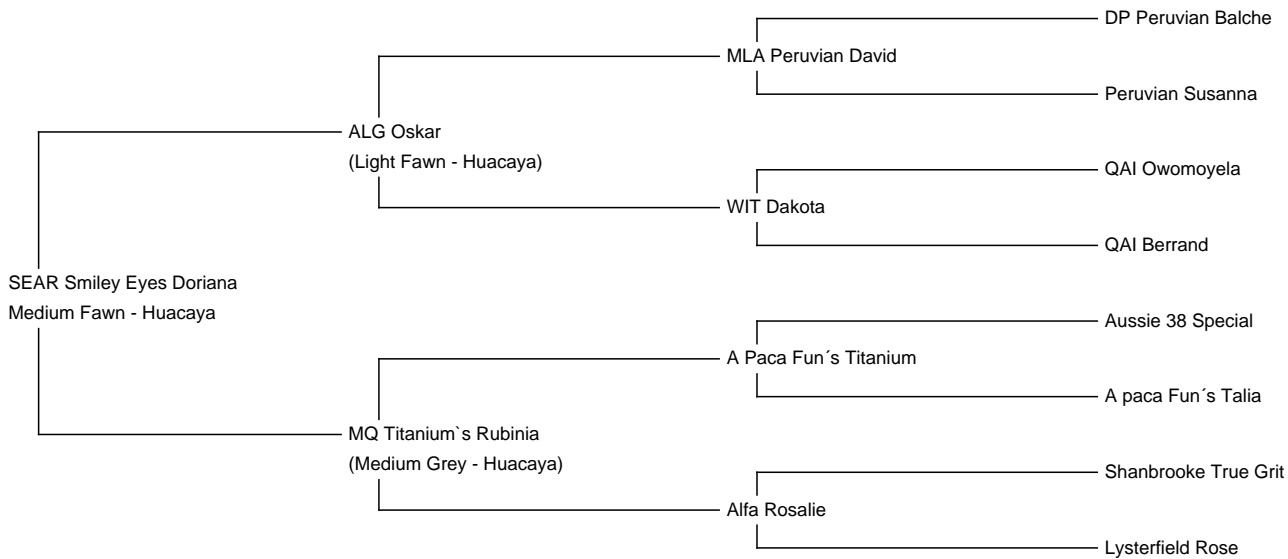 DP Peruvian Balche
MLA Peruvian David
Peruvian Susanna
ALG Oskar
(Light Fawn - Huacaya)
QAI Owomoyela
WIT Dakota
QAI Berrand
SEAR Smiley Eyes Doriana
Medium Fawn - Huacaya
Aussie 38 Special
A Paca Fun´s Titanium
A paca Fun´s Talia
MQ Titanium`s Rubinia
(Medium Grey - Huacaya)
Shanbrooke True Grit
Alfa Rosalie
Lysterfield Rose